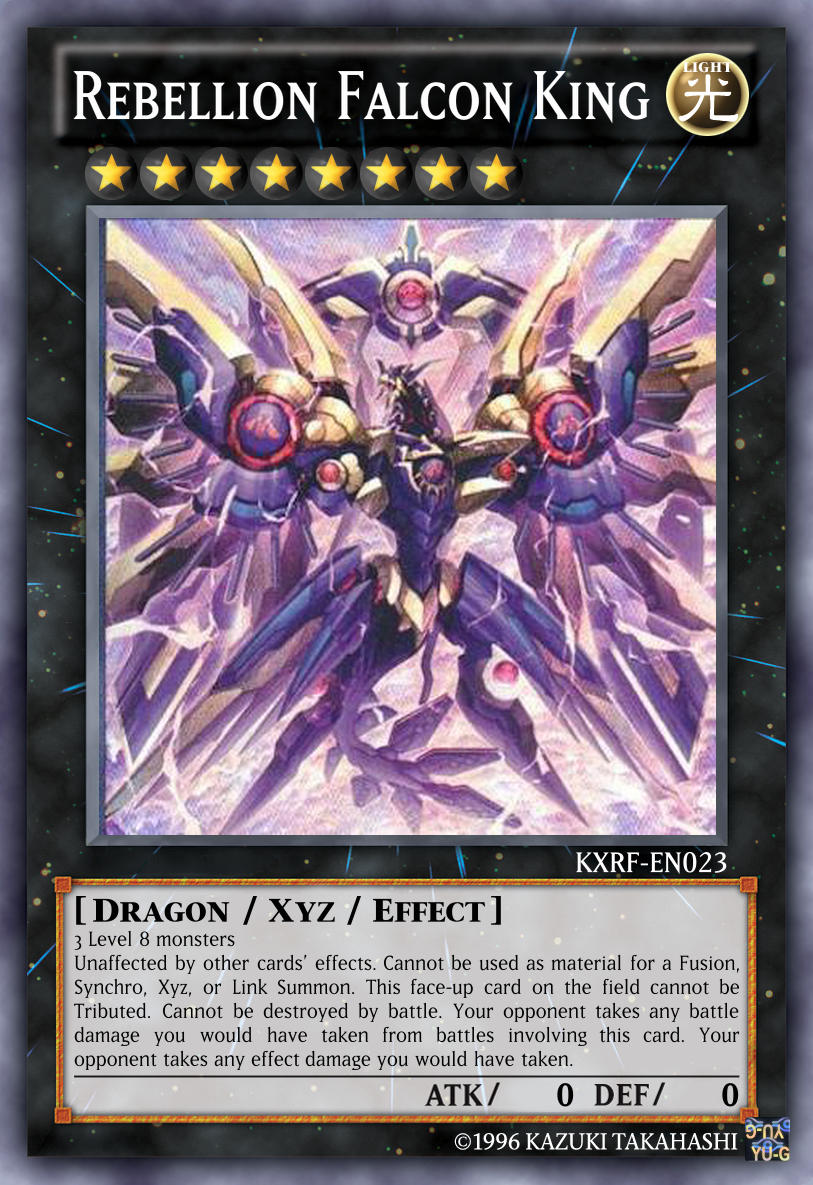 REBELLION FALCON KING
LIGHT
光
KXRF-EN023
[ DRAGON / XYZ / EFFECT ]
3 Level 8 monsters
Unaffected by other cards' effects. Cannot be used as material for a Fusion,
Synchro, Xyz, or Link Summon. This face-up card on the field cannot be
Tributed. Cannot be destroyed by battle. Your opponent takes any battle
damage you would have taken from battles involving this card. Your
opponent takes any effect damage you would have taken.
ATK/ 0 DEF/ 0
©1996 KAZUKI TAKAHASHI
YU-G
YU-G